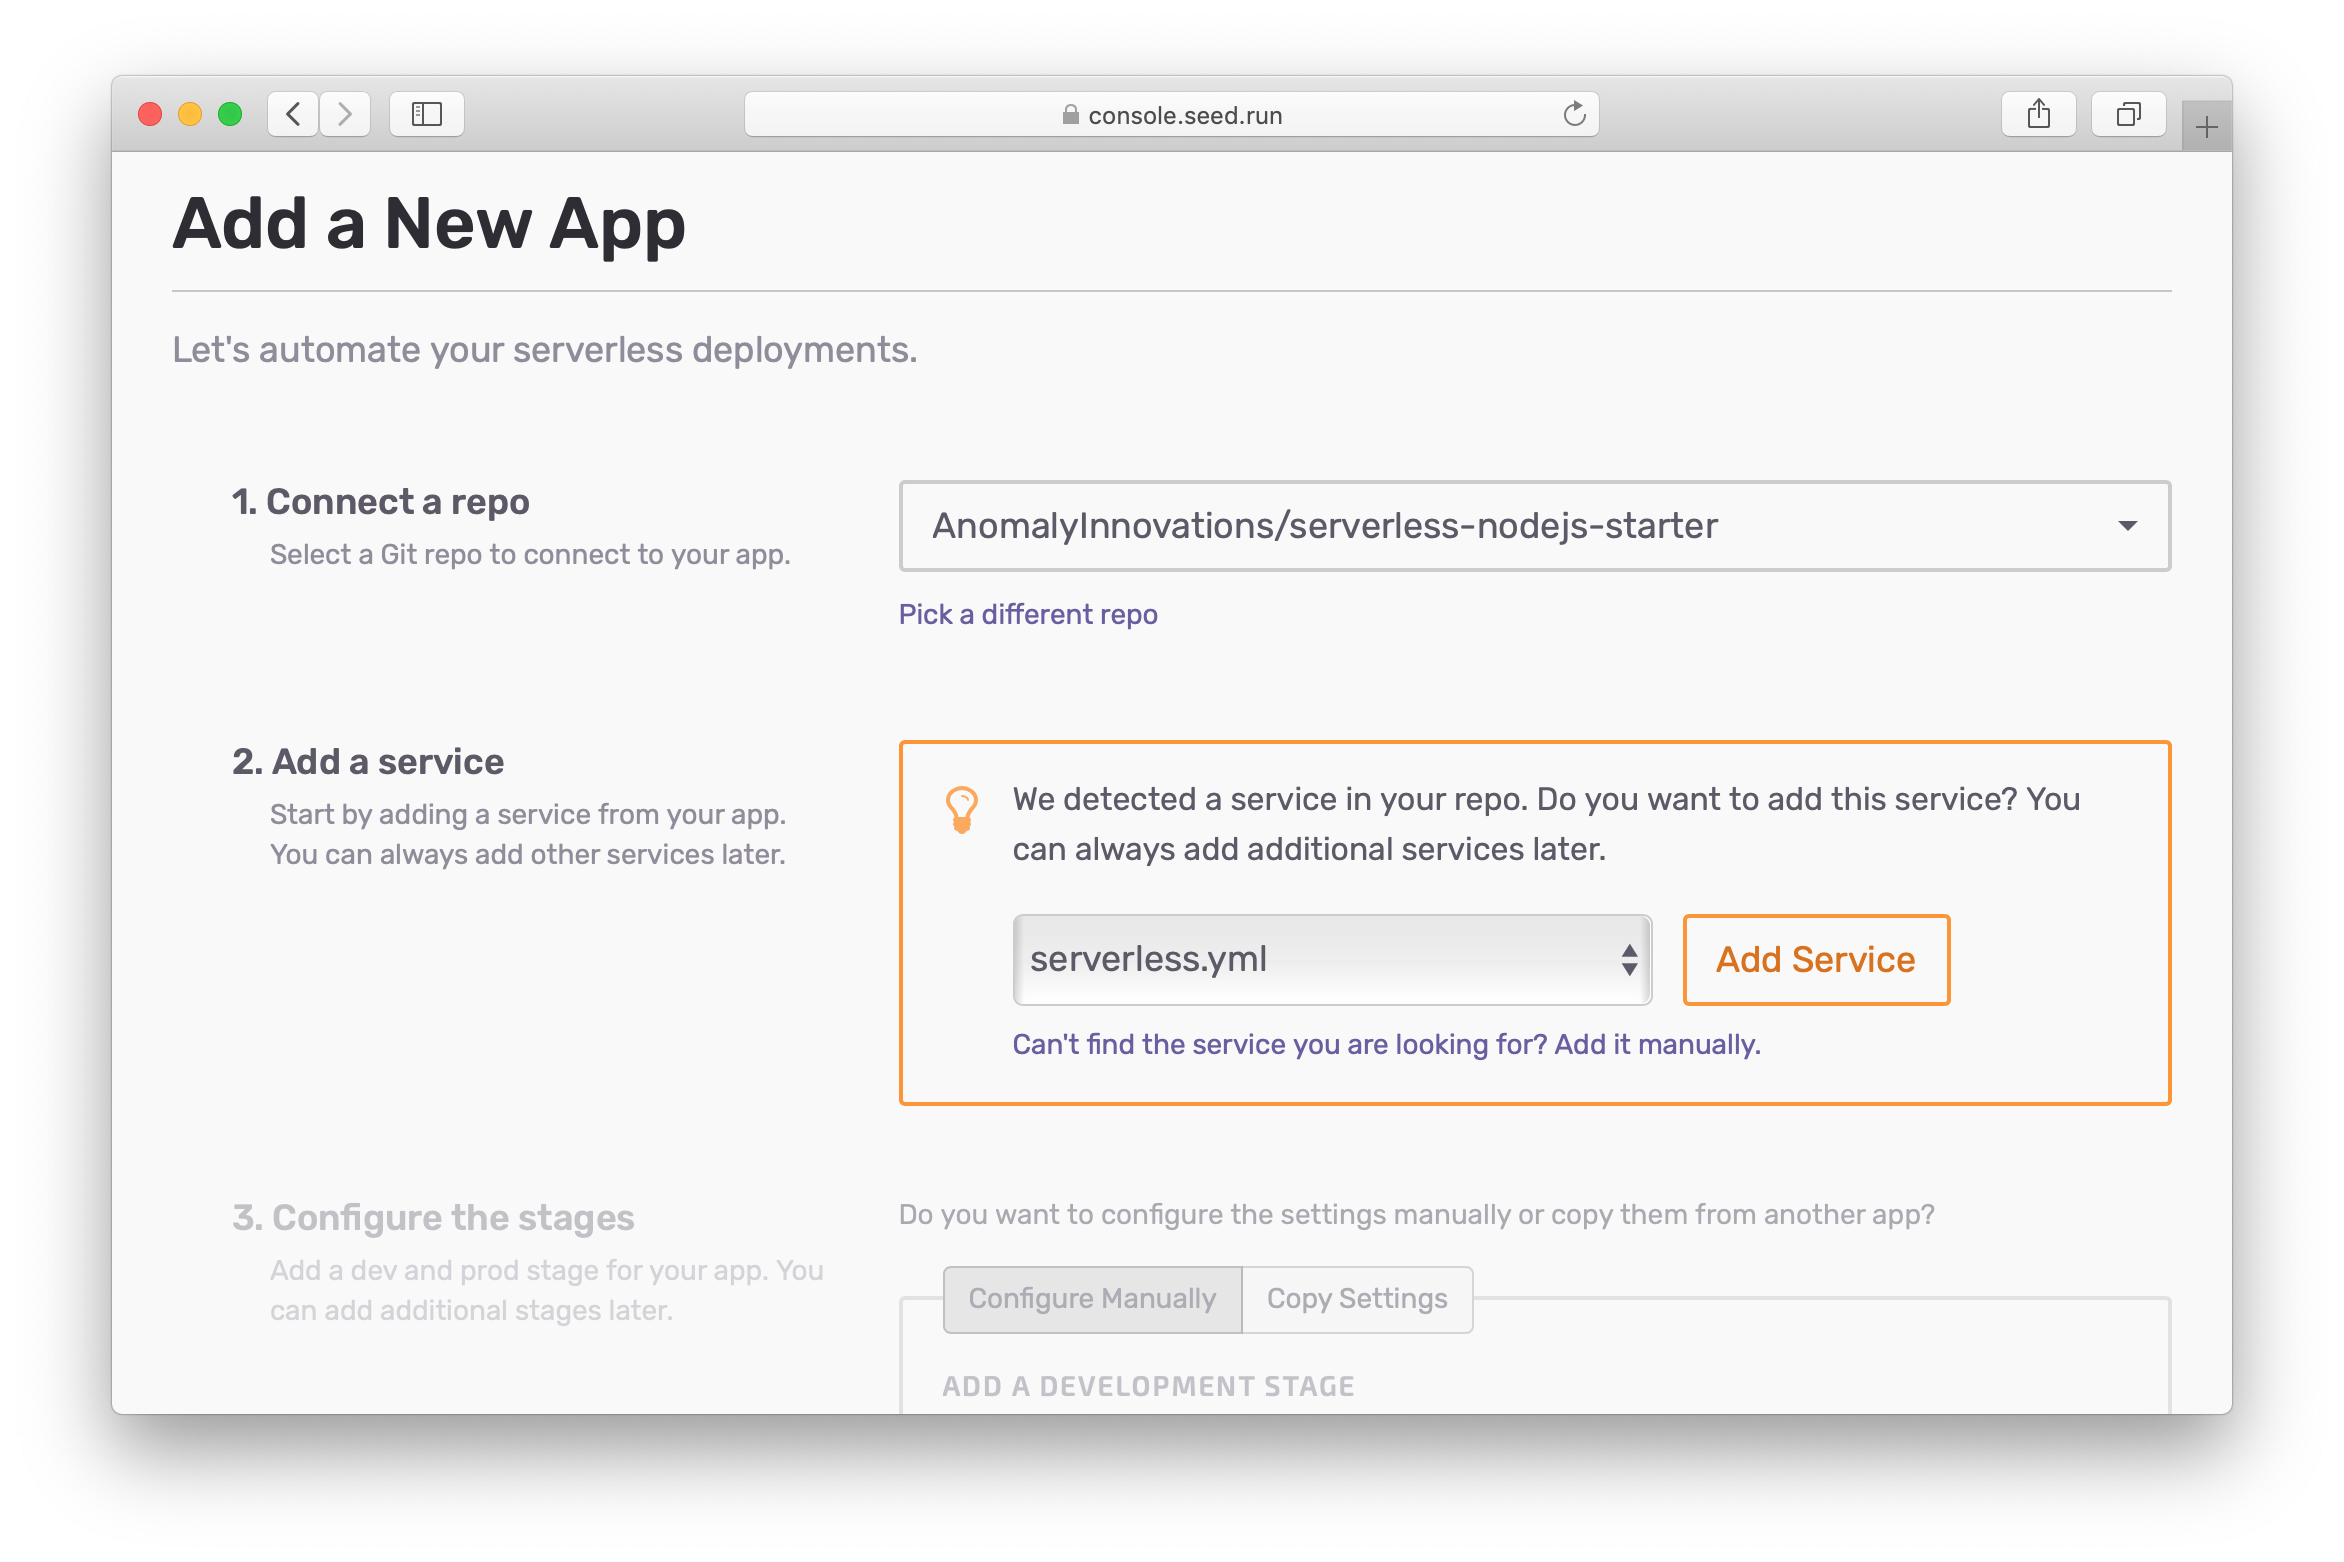 console.seed.run
Add a New App
Let's automate your serverless deployments.
1. Connect a repo
Select a Git repo to connect to your app.
AnomalyInnovations/serverless-nodejs-starter
Pick a different repo
2. Add a service
Start by adding a service from your app.
You can always add other services later.
We detected a service in your repo. Do you want to add this service? You
can always add additional services later.
serverless.yml
Add Service
Can't find the service you are looking for? Add it manually.
3. Configure the stages
Add a dev and prod stage for your app. You
can add additional stages later.
Do you want to configure the settings manually or copy them from another app?
Configure Manually
Copy Settings
ADD A DEVELOPMENT STAGE